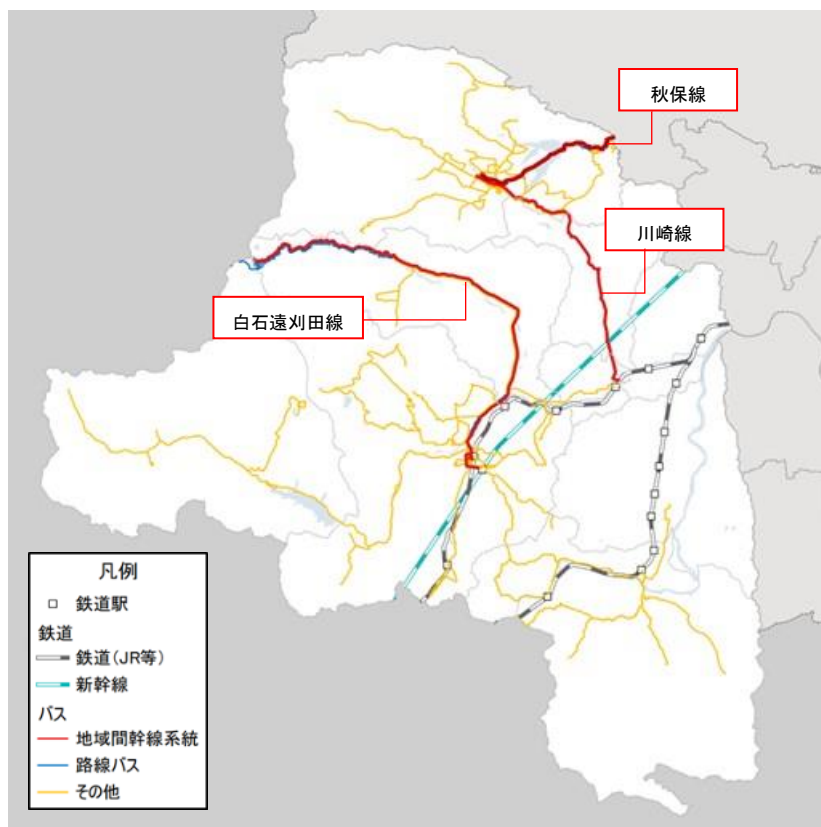 秋保線
川崎線
白石遠刈田線
凡例
鉄道駅
鉄道
鉄道(JR等)
新幹線
バス
地域間幹線系統
路線バス
その他